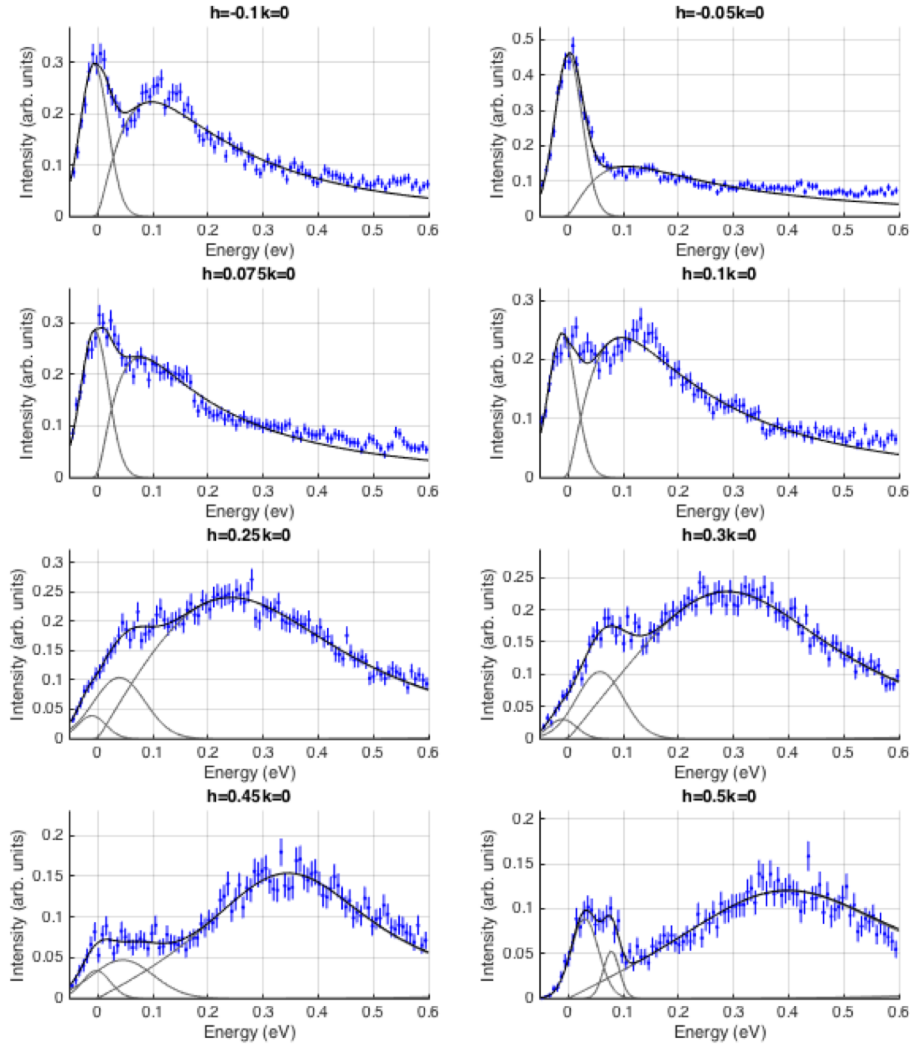 h=-0.1k=0
Intensity (arb. units)
0.3
0.2
0.1
0
0 0.1 0.2 0.3 0.4 0.5 0.6
Energy (ev)
h=-0.05k=0
Intensity (arb. units)
0.5
0.4
0.3
0.2
0.1
0
0 0.1 0.2 0.3 0.4 0.5 0.6
Energy (ev)
h=0.075k=0
Intensity (arb. units)
0.3
0.2
0.1
0
0 0.1 0.2 0.3 0.4 0.5 0.6
Energy (ev)
h=0.1k=0
Intensity (arb. units)
0.3
0.2
0.1
0
0 0.1 0.2 0.3 0.4 0.5 0.6
Energy (ev)
h=0.25k=0
Intensity (arb. units)
0.3
0.25
0.2
0.15
0.1
0.05
0
0 0.1 0.2 0.3 0.4 0.5 0.6
Energy (eV)
h=0.3k=0
Intensity (arb. units)
0.25
0.2
0.15
0.1
0.05
0
0 0.1 0.2 0.3 0.4 0.5 0.6
Energy (eV)
h=0.45k=0
Intensity (arb. units)
0.2
0.15
0.1
0.05
0
0 0.1 0.2 0.3 0.4 0.5 0.6
Energy (eV)
h=0.5k=0
Intensity (arb. units)
0.2
0.15
0.1
0.05
0
0 0.1 0.2 0.3 0.4 0.5 0.6
Energy (eV)